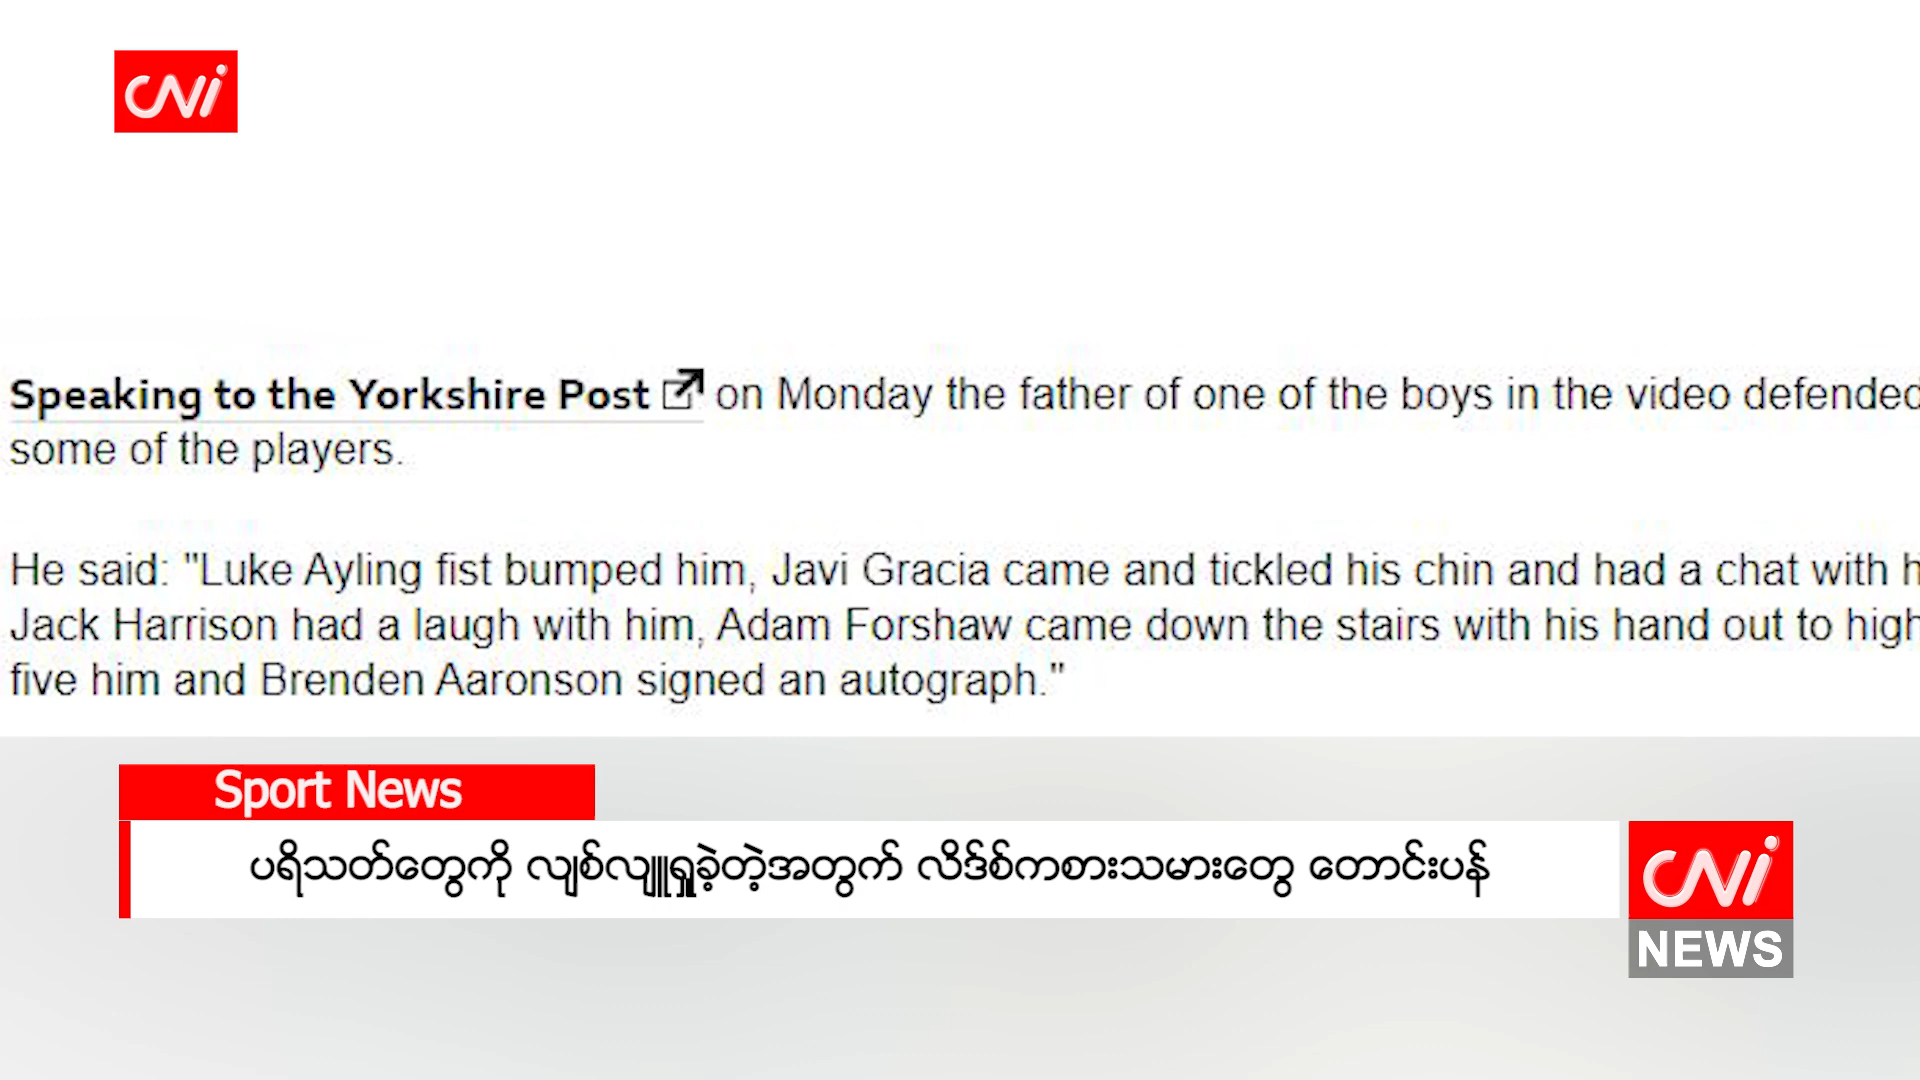 CNi
Speaking to the Yorkshire Post on Monday the father of one of the boys in the video defended
some of the players.
He said: "Luke Ayling fist bumped him, Javi Gracia came and tickled his chin and had a chat with
Jack Harrison had a laugh with him, Adam Forshaw came down the stairs with his hand out to high
five him and Brenden Aaronson signed an autograph."
Sport News
ပရိသတ်တွေကို လျစ်လျူရှုခဲ့တဲ့အတွက် လိဒ်စ်ကစားသမားတွေ တောင်းပန်
CNi
NEWS